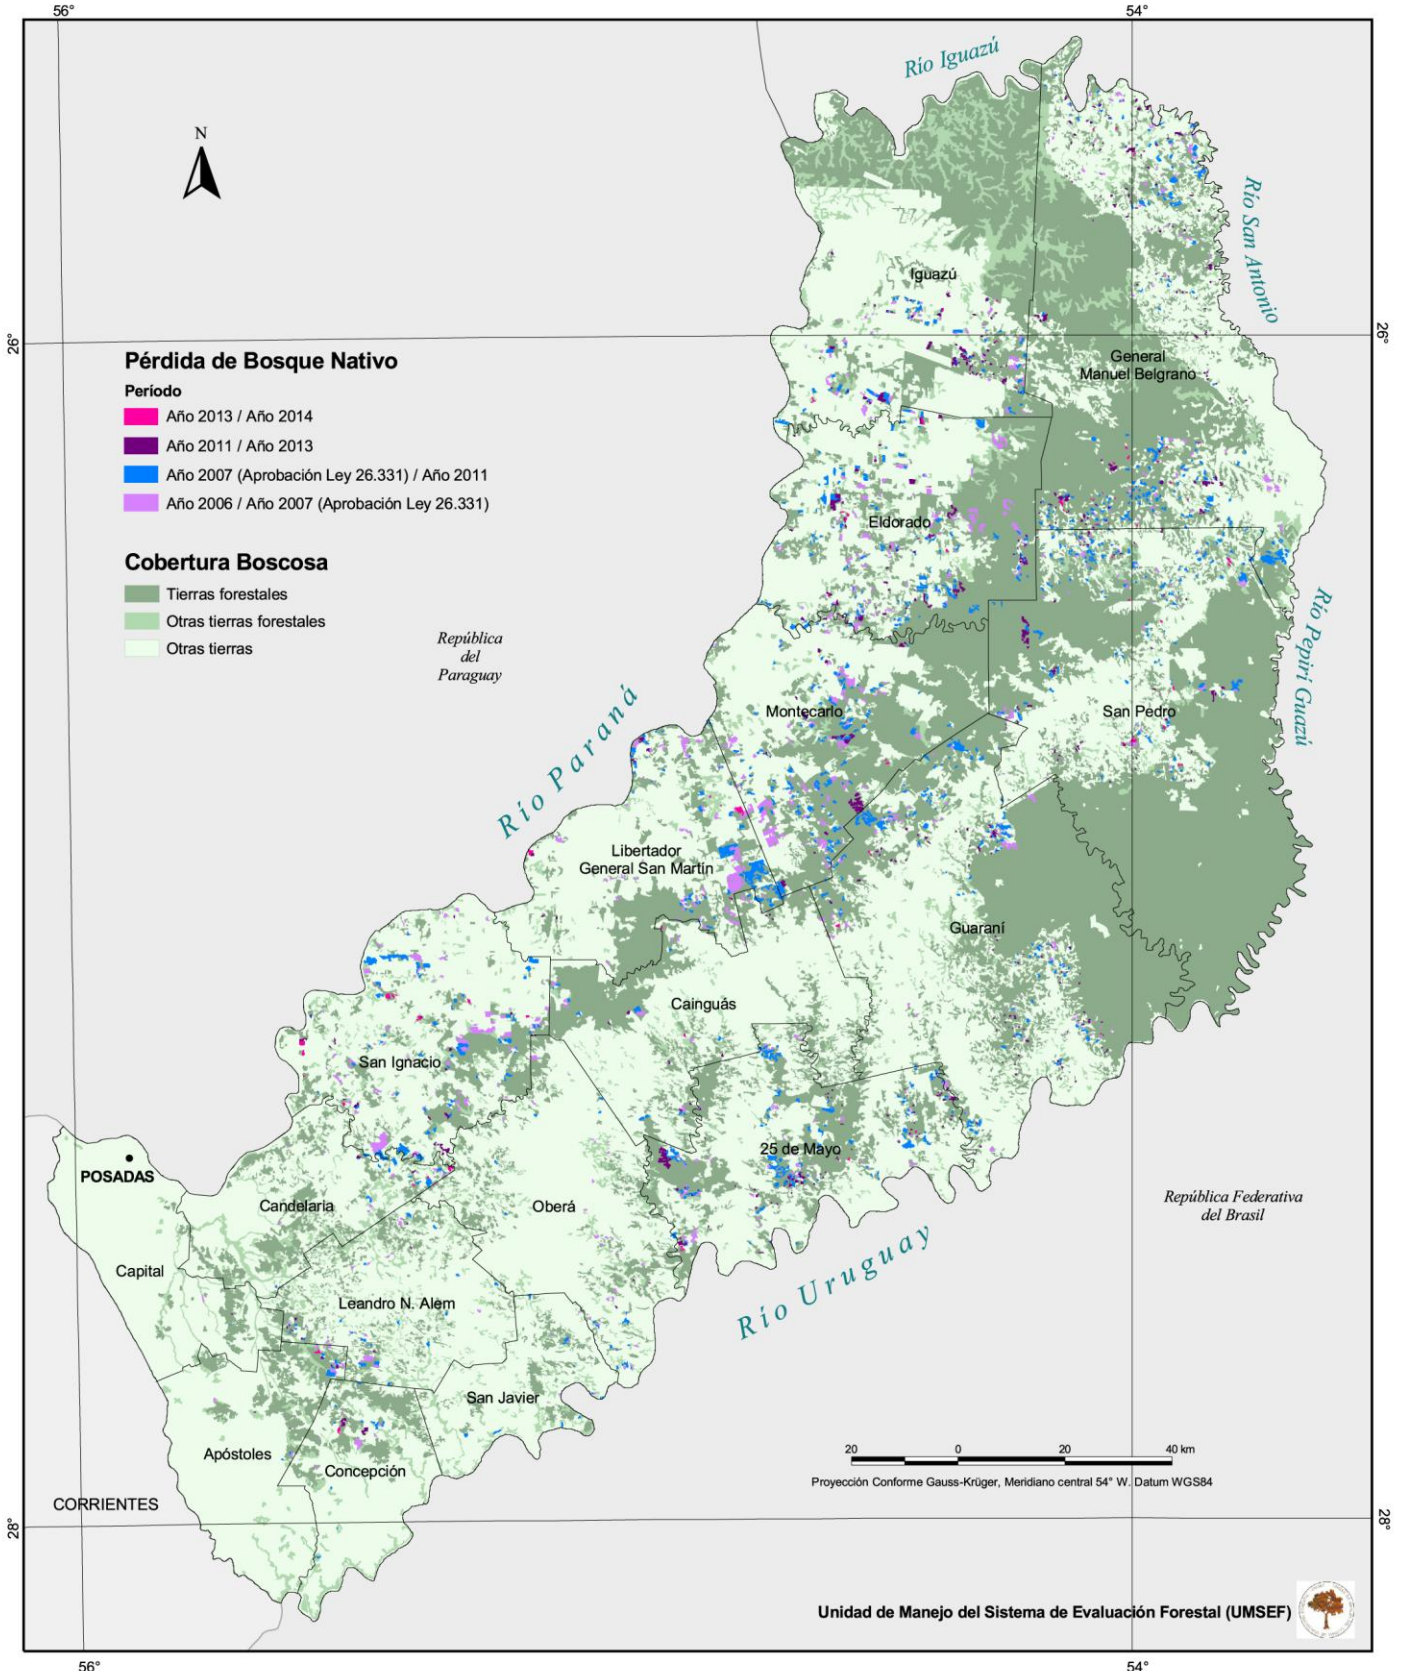 56°
54°
Río Iguazú
N
Río San Antonio
Iguazú
26°
26°
Pérdida de Bosque Nativo
Período
Año 2013 / Año 2014
Año 2011 / Año 2013
Año 2007 (Aprobación Ley 26.331) / Año 2011
Año 2006 / Año 2007 (Aprobación Ley 26.331)
General
Manuel Belgrano
Eldorado
Cobertura Boscosa
Tierras forestales
Otras tierras forestales
Otras tierras
República
del
Paraguay
Río Pepirí Guazú
Río Paraná
Montecarlo
San Pedro
Libertador
General San Martín
Guaraní
Cainguás
San Ignacio
25 de Mayo
POSADAS
Candelaria
Oberá
República Federativa
del Brasil
Capital
Río Uruguay
Leandro N. Alem
San Javier
Apóstoles
Concepción
20 0 20 40 km
Proyección Conforme Gauss-Krüger, Meridiano central 54° W. Datum WGS84
CORRIENTES
28°
28°
Unidad de Manejo del Sistema de Evaluación Forestal (UMSEF)
56°
54°